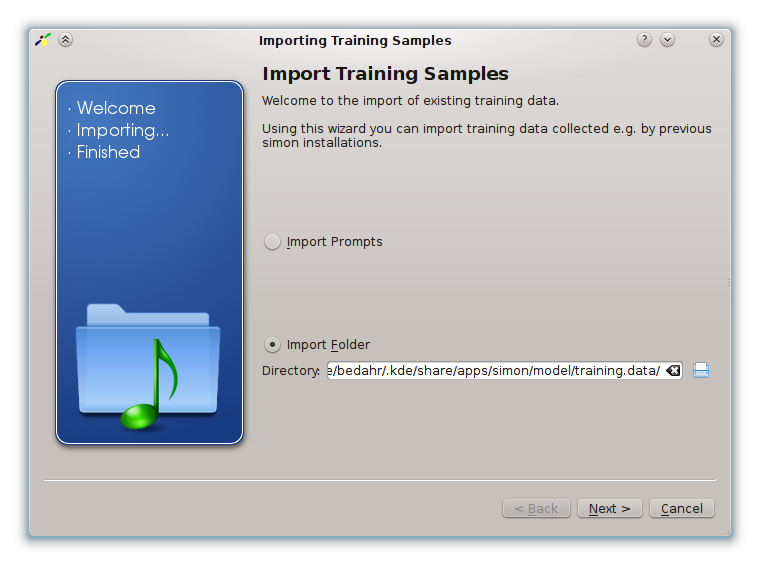 Importing Training Samples
· Welcome
· Importing...
· Finished
Import Training Samples
Welcome to the import of existing training data.
Using this wizard you can import training data collected e.g. by previous
simon installations.
Import Prompts
Import Folder
Directory: e/bedahr/.kde/share/apps/simon/model/training.data/
< Back Next > Cancel